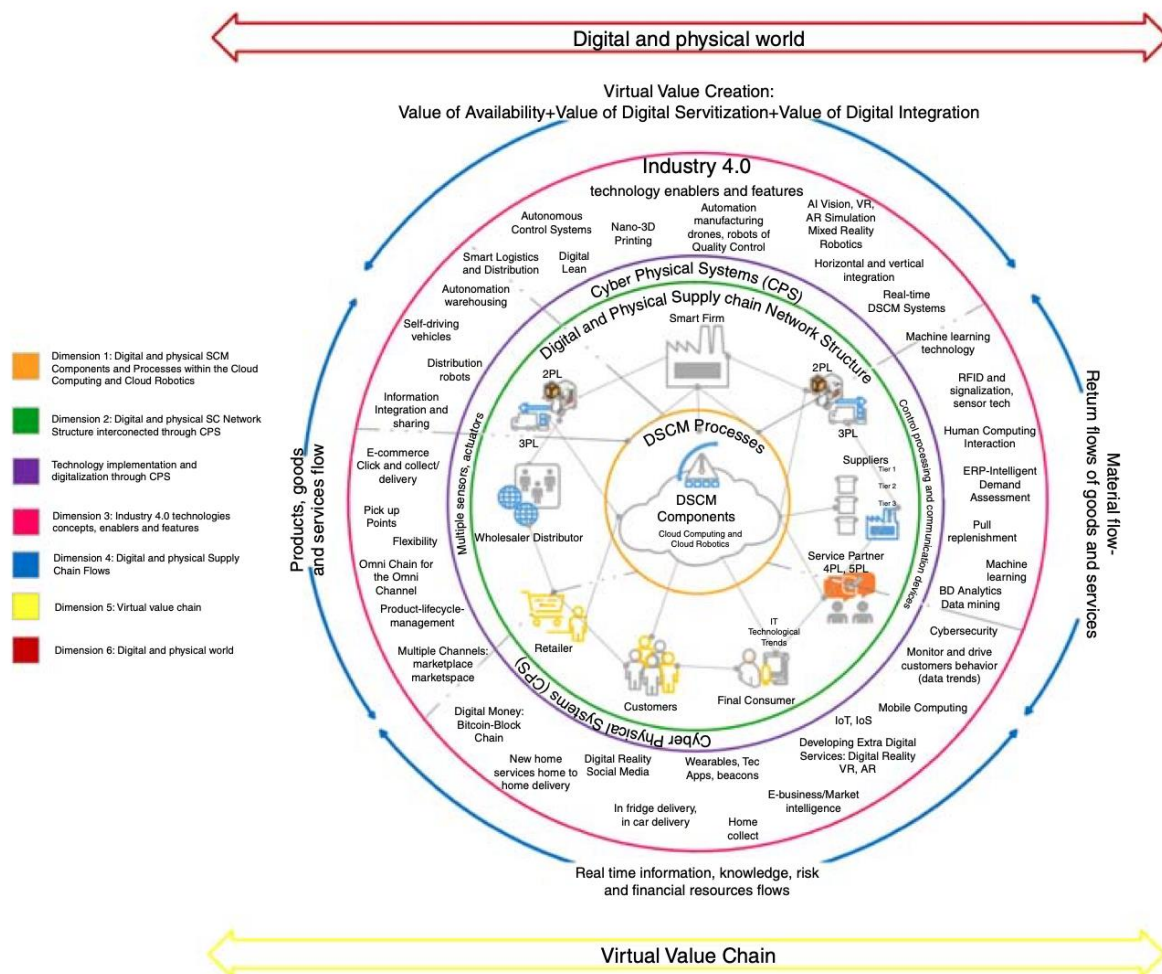 Digital and physical world
Virtual Value Creation:
Value of Availability+Value of Digital Servitization+Value of Digital Integration
Industry 4.0
technology enablers and features
Autonomous
Control Systems
Nano-3D
Printing
Automation
manufacturing
drones, robots of
Quality Control
AI Vision, VR,
AR Simulation
Mixed Reality
Robotics
Smart Logistics
and Distribution
Digital
Lean
Horizontal and vertical
integration
Autonomation
warehousing
Real-time
DSCM Systems
Self-driving
vehicles
Machine learning
technology
Distribution
robots
RFID and
signalization,
sensor tech
Information
Integration and
sharing
Human Computing
Interaction
E-commerce
Click and collect/
delivery
ERP-Intelligent
Demand
Assessment
Pick up
Points
Pull
replenishment
Flexibility
Machine
learning
Omni Chain for
the Omni
Channel
BD Analytics
Data mining
Product-lifecycle-
management
Cybersecurity
Multiple Channels:
marketplace
marketspace
Monitor and drive
customers behavior
(data trends)
Mobile Computing
Digital Money:
Bitcoin-Block
Chain
IoT, IoS
Developing Extra Digital
Services: Digital Reality
VR, AR
New home
services home to
home delivery
Digital Reality
Social Media
Wearables, Tec
Apps, beacons
E-business/Market
intelligence
In fridge delivery,
in car delivery
Home
collect
Cyber Physical Systems (CPS)
Multiple sensors, actuators
Control processing and communication devices
Cyber Physical Systems (CPS)
Digital and Physical Supply chain Network Structure
Smart Firm
2PL
3PL
2PL
3PL
Suppliers
Tier 1
Tier 2
Tier 3
Wholesaler Distributor
Service Partner
4PL, 5PL
Retailer
Customers
IT
Technological
Trends
Final Consumer
DSCM Processes
DSCM
Components
Cloud Computing and
Cloud Robotics
Products, goods
and services flow
Return flows of goods and services
Material flow-
Real time information, knowledge, risk
and financial resources flows
Virtual Value Chain
Dimension 1: Digital and physical SCM
Components and Processes within the Cloud
Computing and Cloud Robotics
Dimension 2: Digital and physical SC Network
Structure interconnected through CPS
Technology implementation and
digitalization through CPS
Dimension 3: Industry 4.0 technologies
concepts, enablers and features
Dimension 4: Digital and physical Supply
Chain Flows
Dimension 5: Virtual value chain
Dimension 6: Digital and physical world